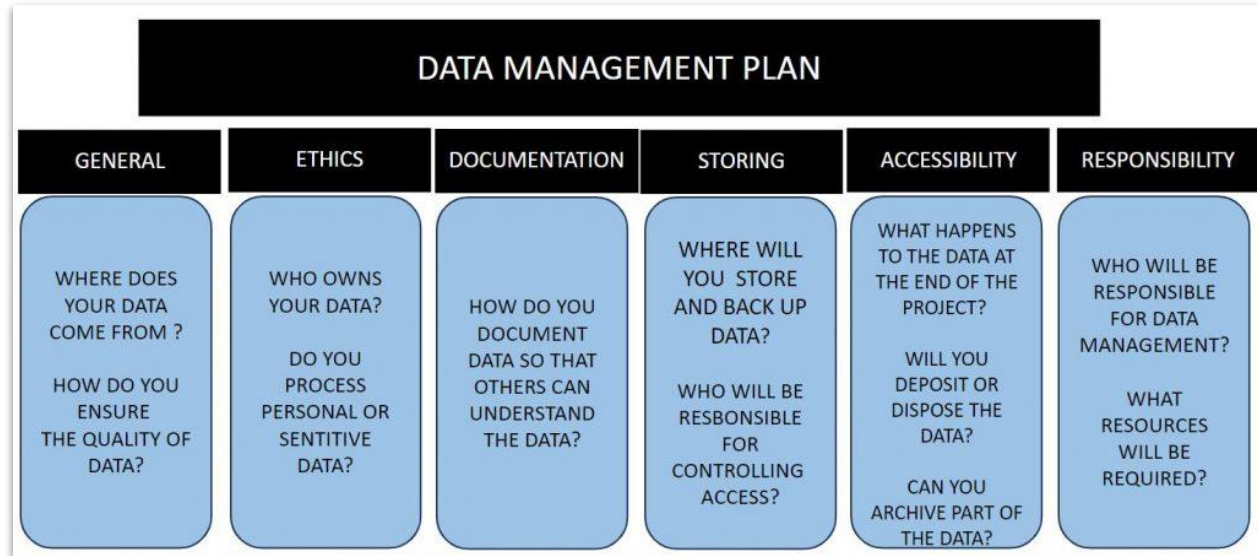 DATA MANAGEMENT PLAN
GENERAL
WHERE DOES
YOUR DATA
COME FROM ?
HOW DO YOU
ENSURE
THE QUALITY OF
DATA?
ETHICS
WHO OWNS
YOUR DATA?
DO YOU
PROCESS
PERSONAL OR
SENTITIVE
DATA?
DOCUMENTATION
HOW DO YOU
DOCUMENT
DATA SO THAT
OTHERS CAN
UNDERSTAND
THE DATA?
STORING
WHERE WILL
YOU STORE
AND BACK UP
DATA?
WHO WILL BE
RESBONSIBLE
FOR
CONTROLLING
ACCESS?
ACCESSIBILITY
WHAT HAPPENS
TO THE DATA AT
THE END OF THE
PROJECT?
WILL YOU
DEPOSIT OR
DISPOSE THE
DATA?
CAN YOU
ARCHIVE PART OF
THE DATA?
RESPONSIBILITY
WHO WILL BE
RESPONSIBLE
FOR DATA
MANAGEMENT?
WHAT
RESOURCES
WILL BE
REQUIRED?